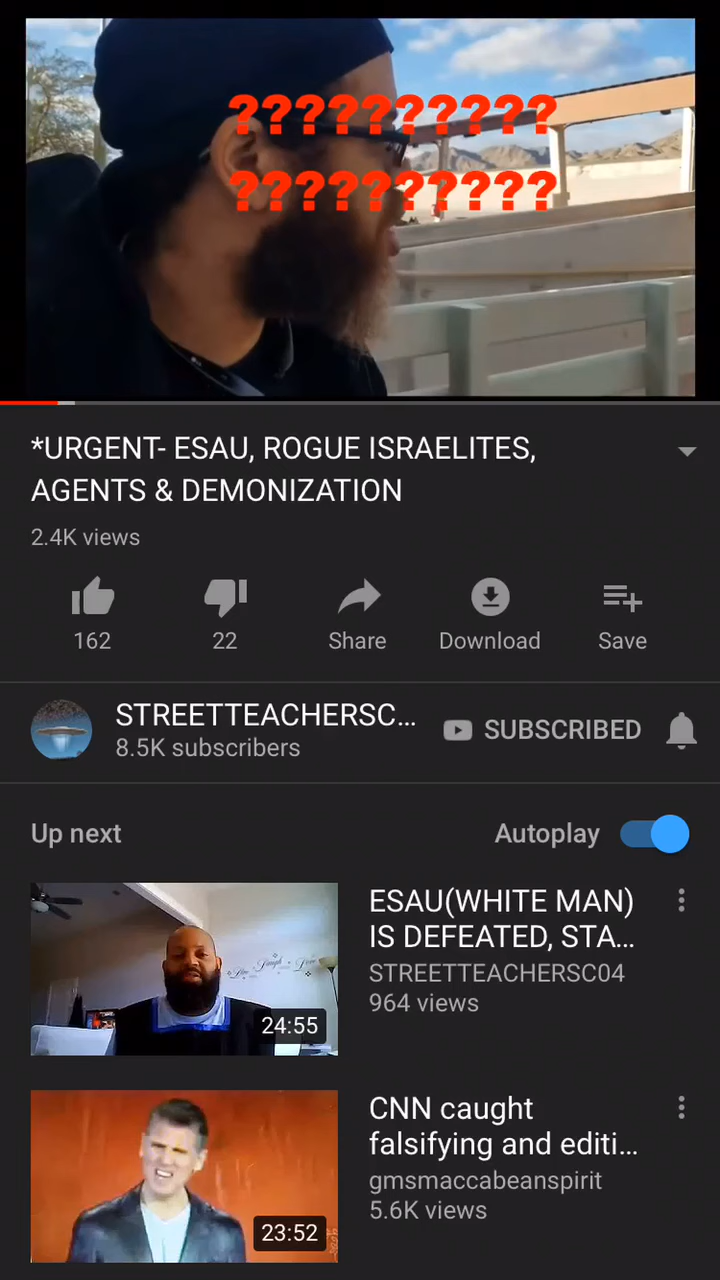 ??????????
??????????
*URGENT- ESAU, ROGUE ISRAELITES,
AGENTS & DEMONIZATION
2.4K views
162
22
Share
Download
Save
STREETTEACHERSC...
8.5K subscribers
SUBSCRIBED
Up next
Autoplay
24:55
ESAU(WHITE MAN)
IS DEFEATED, STA...
STREETTEACHERSC04
964 views
23:52
CNN caught
falsifying and editi...
gmsmaccabeanspirit
5.6K views